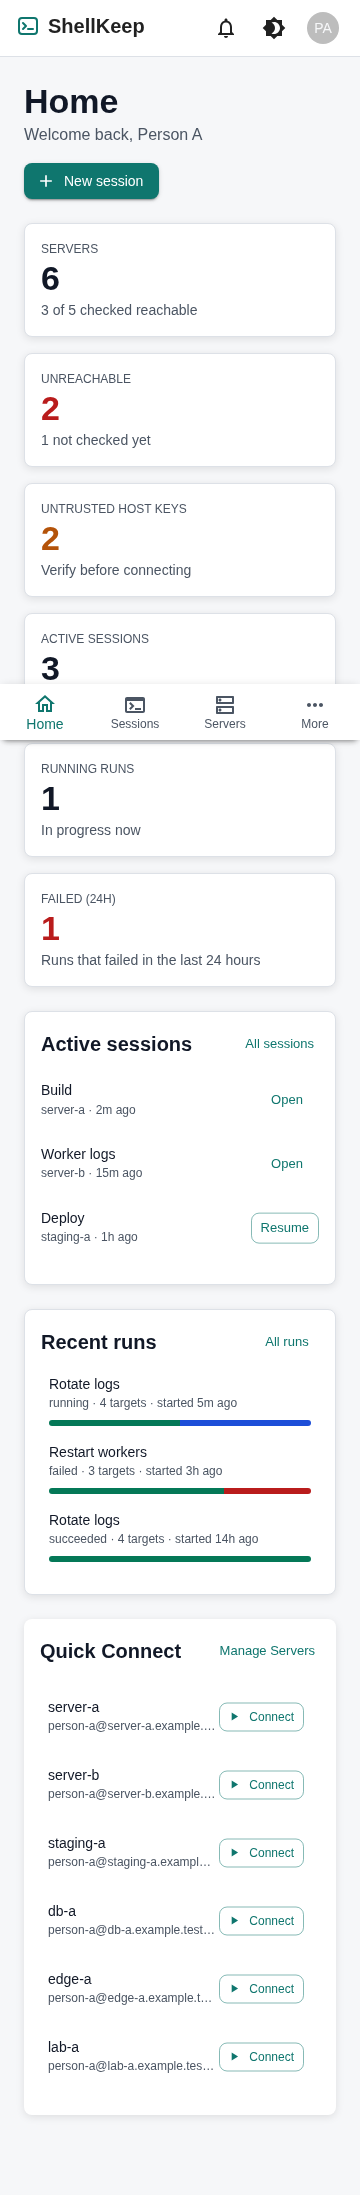 ShellKeep
PA
Home
Welcome back, Person A
New session
SERVERS
6
3 of 5 checked reachable
UNREACHABLE
2
1 not checked yet
UNTRUSTED HOST KEYS
2
Verify before connecting
ACTIVE SESSIONS
3
Home
Sessions
Servers
More
RUNNING RUNS
1
In progress now
FAILED (24H)
1
Runs that failed in the last 24 hours
Active sessions
All sessions
Build
server-a · 2m ago
Open
Worker logs
server-b · 15m ago
Open
Deploy
staging-a · 1h ago
Resume
Recent runs
All runs
Rotate logs
running · 4 targets · started 5m ago
Restart workers
failed · 3 targets · started 3h ago
Rotate logs
succeeded · 4 targets · started 14h ago
Quick Connect
Manage Servers
server-a
person-a@server-a.example.…
Connect
server-b
person-a@server-b.example.…
Connect
staging-a
person-a@staging-a.exampl…
Connect
db-a
person-a@db-a.example.test…
Connect
edge-a
person-a@edge-a.example.t…
Connect
lab-a
person-a@lab-a.example.tes…
Connect